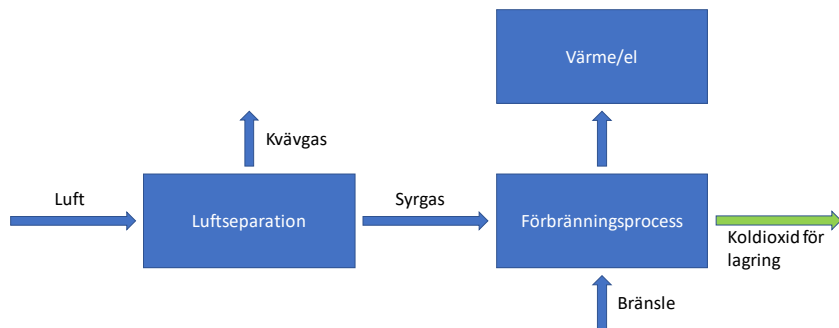 Värme/el
Kvävgas
Luft
Luftseparation
Syrgas
Förbränningsprocess
Koldioxid för
lagring
Bränsle